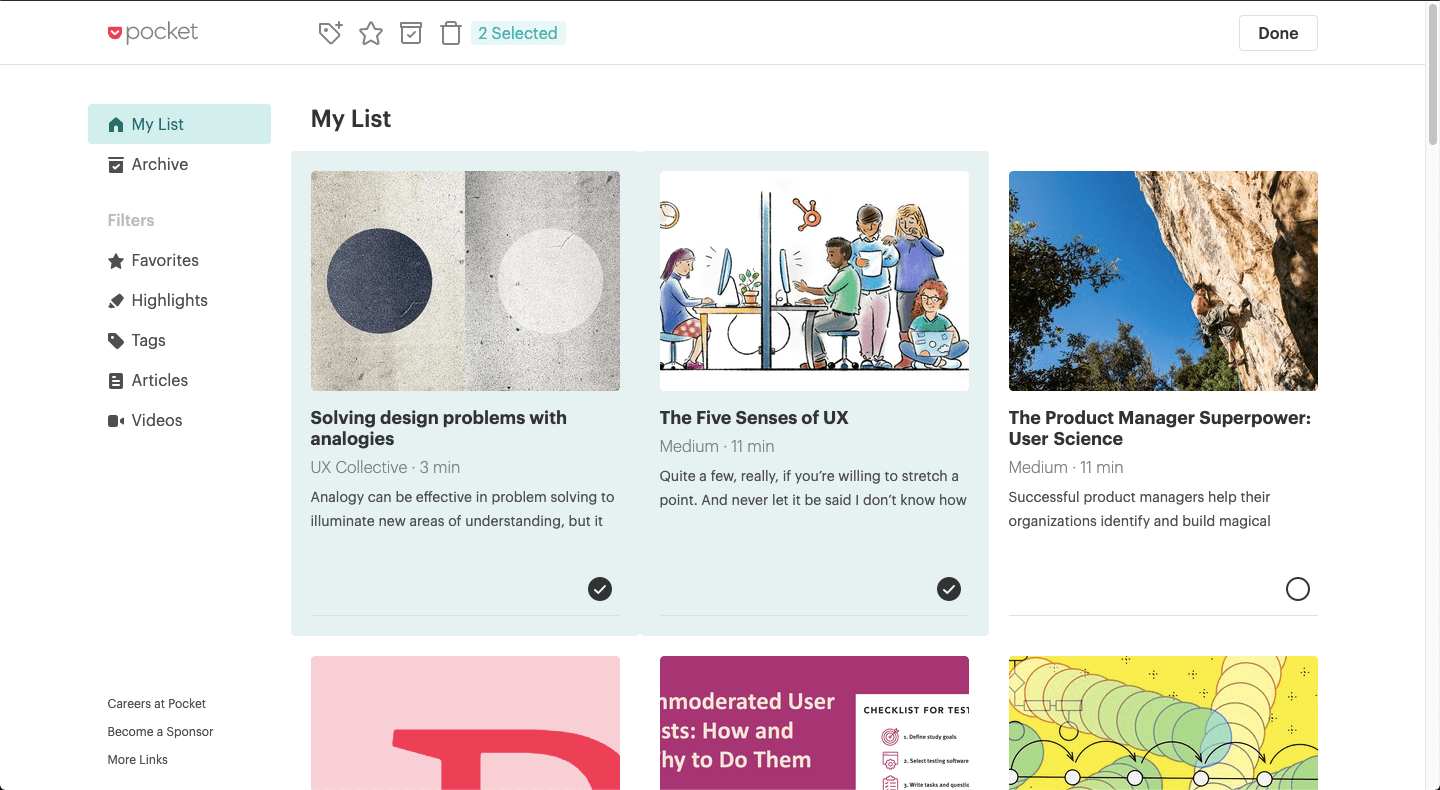 pocket
2 Selected
Done
My List
Archive
Filters
Favorites
Highlights
Tags
Articles
Videos
Careers at Pocket
Become a Sponsor
More Links
My List
Solving design problems with
analogies
UX Collective · 3 min
Analogy can be effective in problem solving to
illuminate new areas of understanding, but it
The Five Senses of UX
Medium · 11 min
Quite a few, really, if you’re willing to stretch a
point. And never let it be said I don’t know how
The Product Manager Superpower:
User Science
Medium · 11 min
Successful product managers help their
organizations identify and build magical
User
How and
to Do Them
CHECKLIST FOR
1. Define study goals
2. Select testing software
3. Write tasks and